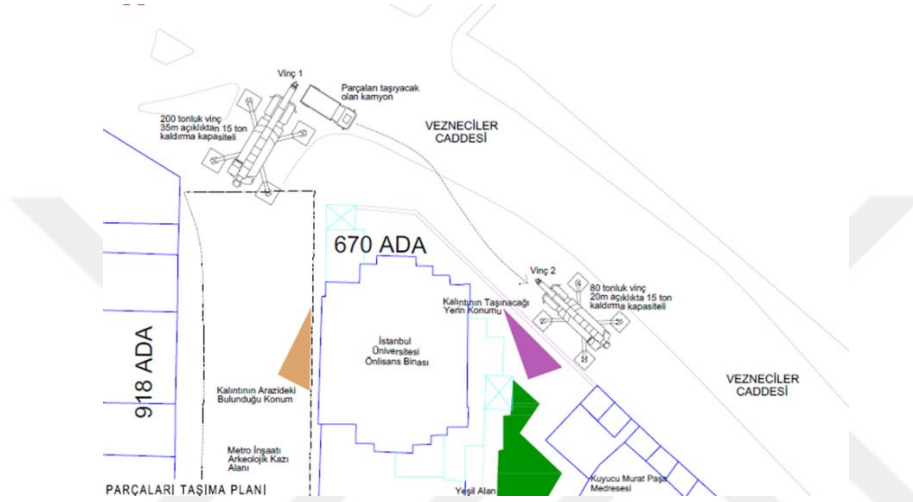 Vinç 1
Parçaları taşıyacak
olan kamyon
200 tonluk vinç
35m açıklıktan 15 ton
kaldırma kapasiteli
VEZNECİLER
CADDESİ
670 ADA
Vinç 2
80 tonluk vinç
20m açıklıkta 15 ton
kaldırma kapasiteli
Kalıntının Taşınacağı
Yerin Konumu
İstanbul
Üniversitesi
Önlisans Binası
918 ADA
Kalıntının Arazideki
Bulunduğu Konum
VEZNECİLER
CADDESİ
Metro İnşaatı
Arkeolojik Kazı
Alanı
Kuyucu Murat Paşa
Medresesi
Yeşil Alan
PARÇALARI TAŞIMA PLANI